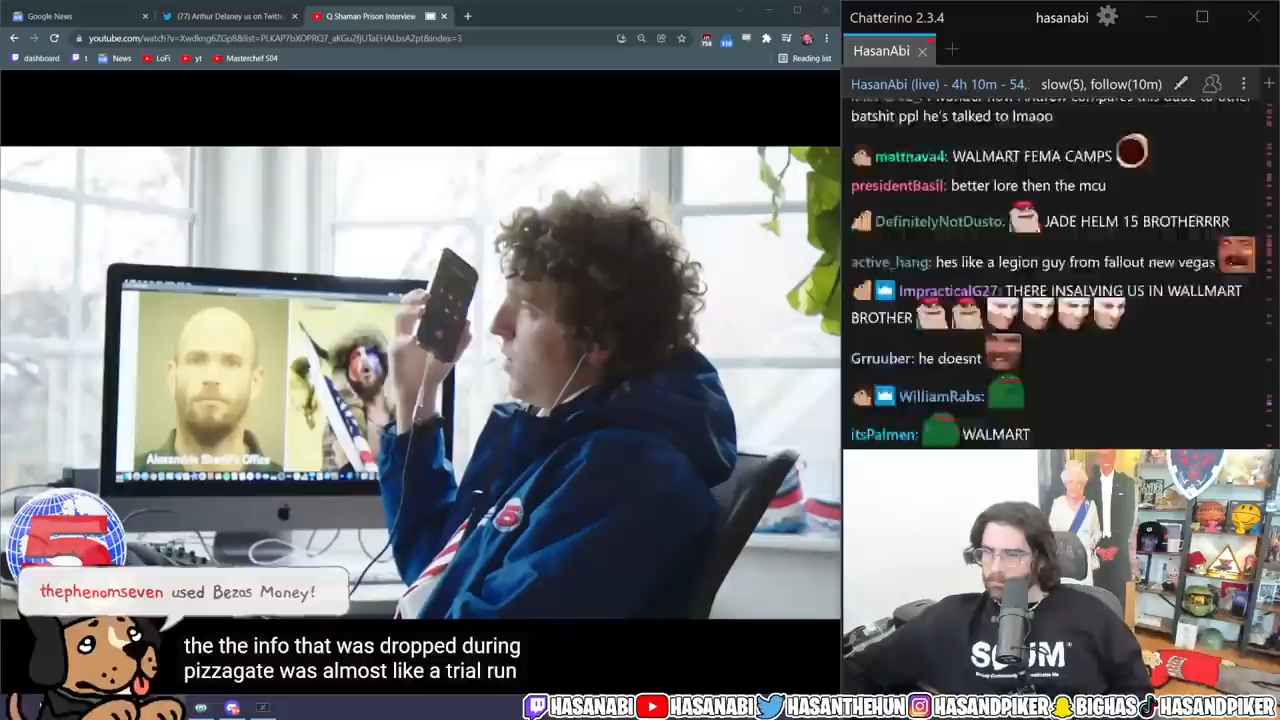 Google News
(77) Arthur Delaney us on Twitt
Q Shaman Prison Interview
youtube.com/watch?v=Xwdkng6ZGp8&list=PLKAP7bXOPRQ7_aKGu2fjUTaEHALbsA2pt&index=3
dashboard
t
News
LoFi
yt
Masterchef S04
Reading list
Chatterino 2.3.4
hasanabi
HasanAbi
HasanAbi (live) - 4h 10m - 54,
slow(5), follow(10m)
batshit ppl he's talked to lmaoo
mattnava4: WALMART FEMA CAMPS
presidentBasil: better lore then the mcu
DefinitelyNotDusto. JADE HELM 15 BROTHERRRR
active_hang: hes like a legion guy from fallout new vegas
ImpracticalG27: THERE INSALVING US IN WALLMART
BROTHER
Grruuber: he doesnt
WilliamRabs:
itsPalmen: WALMART
Alexandria Sheriff's Office
5
thephenomseven used Bezos Money!
the the info that was dropped during
pizzagate was almost like a trial run
HASANABI
HASANABI
HASANTHEHUN
HASANDPIKER
BIGHAS
HASANDPIKER